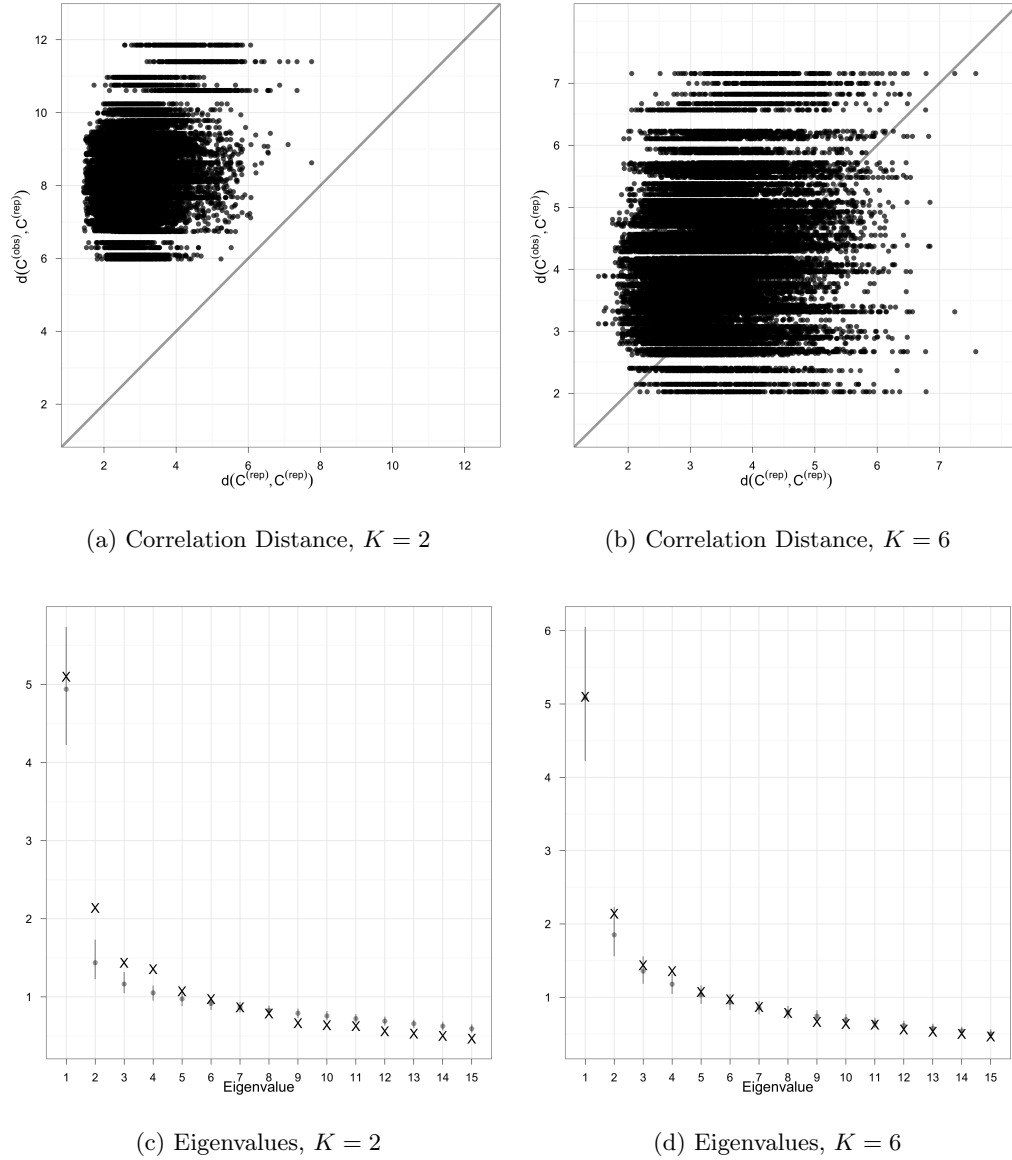 12
10
8
6
4
2
d(C(obs), C(rep))
2 4 6 8 10 12
d(C(rep), C(rep))
7
6
5
4
3
2
d(C(obs), C(rep))
2 3 4 5 6 7
d(C(rep), C(rep))
(a) Correlation Distance, K = 2
(b) Correlation Distance, K = 6
5
4
3
2
1
1 2 3 4 5 6 7 8 9 10 11 12 13 14 15
Eigenvalue
6
5
4
3
2
1
1 2 3 4 5 6 7 8 9 10 11 12 13 14 15
Eigenvalue
(c) Eigenvalues, K = 2
(d) Eigenvalues, K = 6